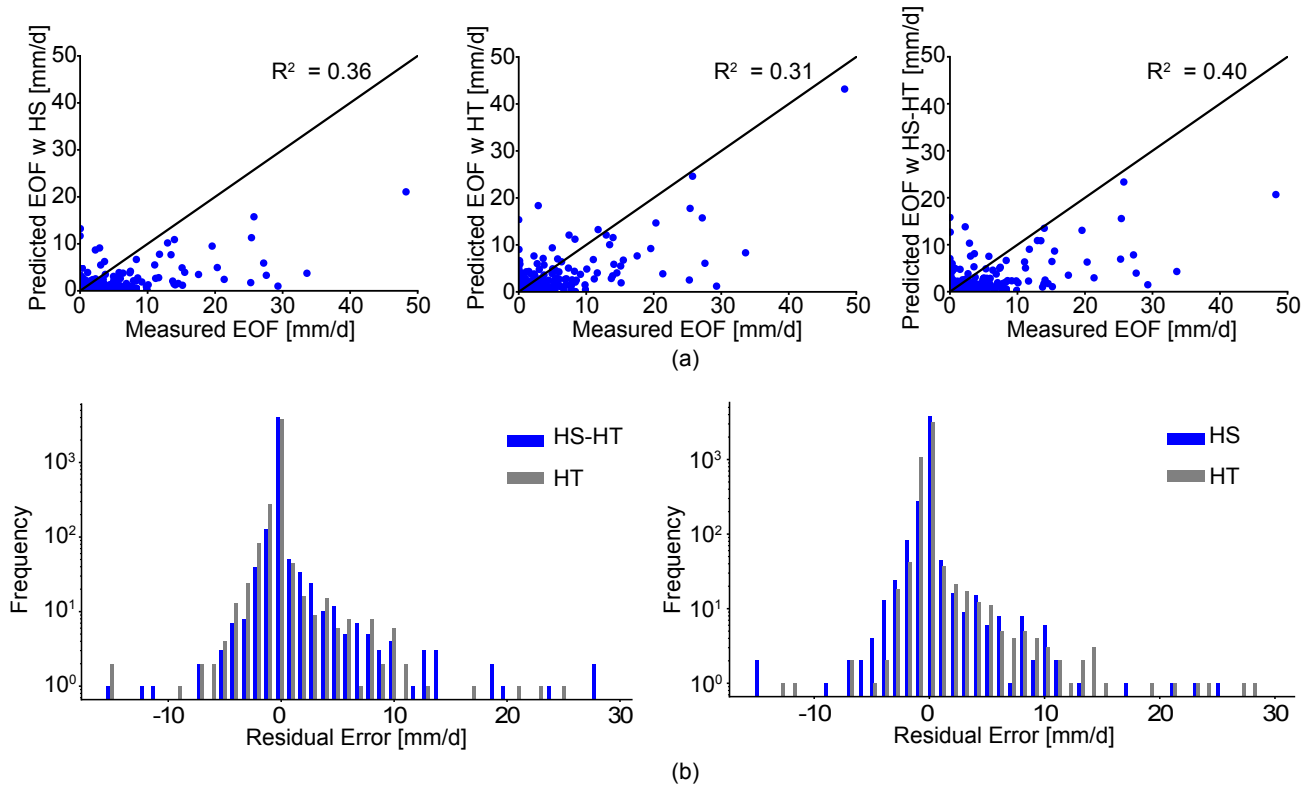 50
40
30
20
10
0
Predicted EOF w HS [mm/d]
R² = 0.36
0 10 20 30 40 50
Measured EOF [mm/d]
50
40
30
20
10
0
Predicted EOF w HT [mm/d]
R² = 0.31
0 10 20 30 40 50
Measured EOF [mm/d]
50
40
30
20
10
0
Predicted EOF w HS-HT [mm/d]
R² = 0.40
0 10 20 30 40 50
Measured EOF [mm/d]
(a)
10³
10²
10¹
10⁰
Frequency
HS-HT
HT
-10 0 10 20 30
Residual Error [mm/d]
10³
10²
10¹
10⁰
Frequency
HS
HT
-10 0 10 20 30
Residual Error [mm/d]
(b)